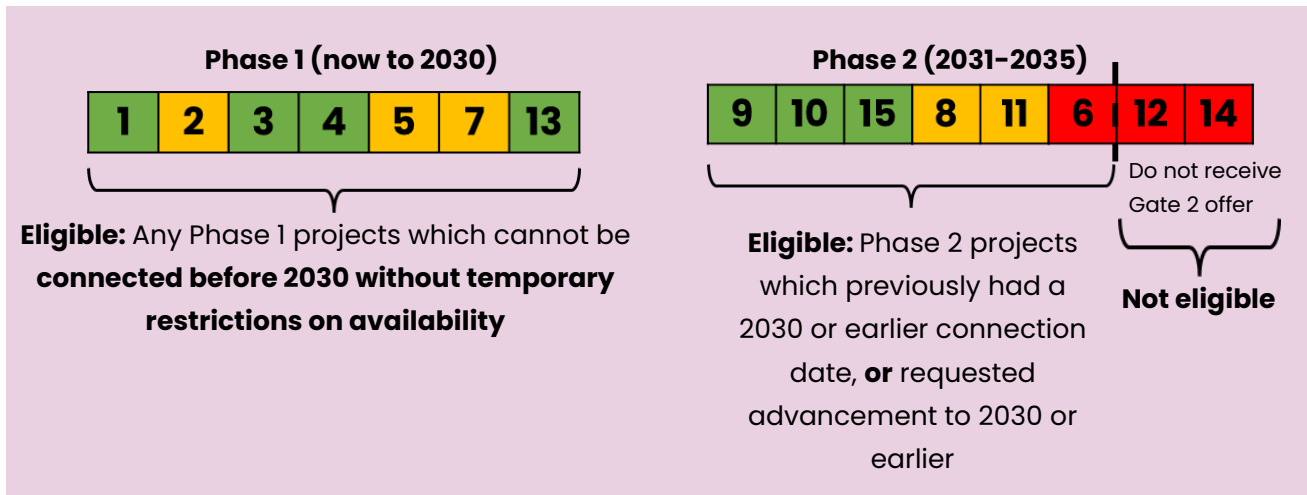 Phase 1 (now to 2030)
1 2 3 4 5 7 13
Eligible: Any Phase 1 projects which cannot be
connected before 2030 without temporary
restrictions on availability
Phase 2 (2031-2035)
9 10 15 8 11 6 12 14
Do not receive
Gate 2 offer
Eligible: Phase 2 projects
which previously had a
2030 or earlier connection
date, or requested
advancement to 2030 or
earlier
Not eligible